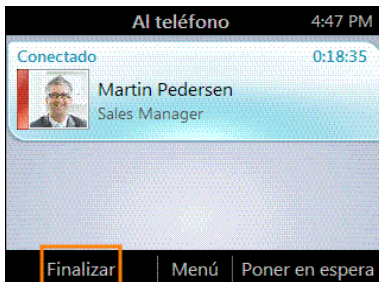 Al teléfono 4:47 PM
Conectado 0:18:35
Martin Pedersen
Sales Manager
Finalizar Menú Poner en espera